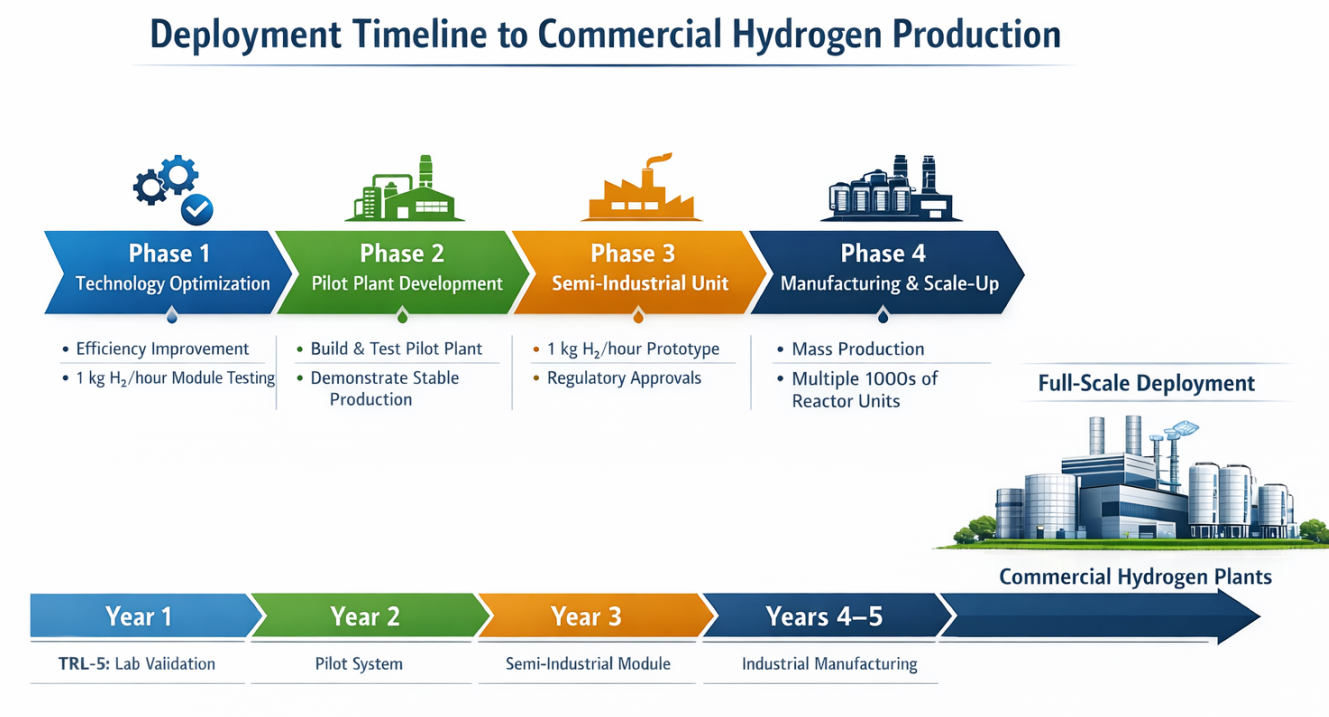 Deployment Timeline to Commercial Hydrogen Production
Phase 1
Technology Optimization
Phase 2
Pilot Plant Development
Phase 3
Semi-Industrial Unit
Phase 4
Manufacturing & Scale-Up
• Efficiency Improvement
• 1 kg H₂/hour Module Testing
• Build & Test Pilot Plant
• Demonstrate Stable
Production
• 1 kg H₂/hour Prototype
• Regulatory Approvals
• Mass Production
• Multiple 1000s of
Reactor Units
Full-Scale Deployment
Commercial Hydrogen Plants
Year 1
Year 2
Year 3
Years 4–5
TRL-5: Lab Validation
Pilot System
Semi-Industrial Module
Industrial Manufacturing